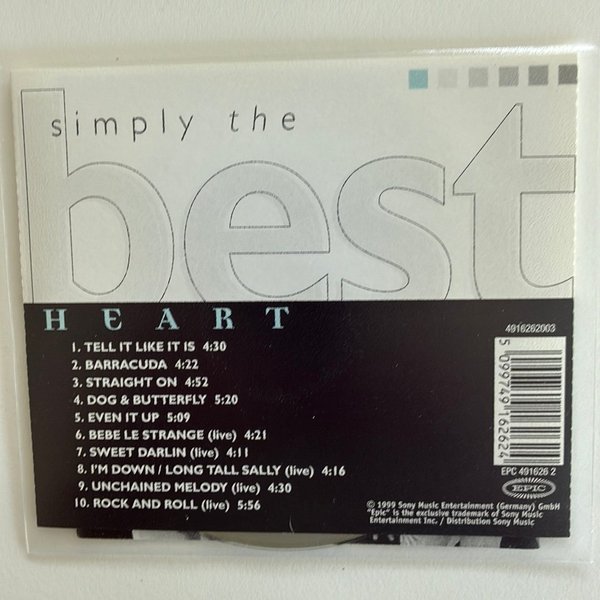 simply the
best
HEART
4916262003
1. TELL IT LIKE IT IS 4:30
2. BARRACUDA 4:22
3. STRAIGHT ON 4:52
4. DOG & BUTTERFLY 5:20
5. EVEN IT UP 5:09
6. BEBE LE STRANGE (live) 4:21
7. SWEET DARLIN (live) 4:11
8. I'M DOWN / LONG TALL SALLY (live) 4:16
9. UNCHAINED MELODY (live) 4:30
10. ROCK AND ROLL (live) 5:56
5 099749 162624
EPC 491626 2
EPIC
© 1999 Sony Music Entertainment (Germany) GmbH
"Epic" is the exclusive trademark of Sony Music
Entertainment Inc. / Distribution Sony Music